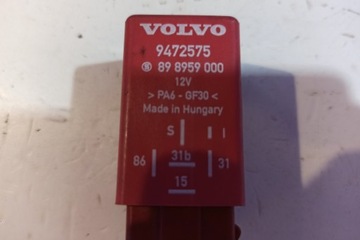 VOLVO
9472575
89 8959 000
12V
> PA6 - GF30 <
Made in Hungary
S I I
86 31b 31
15